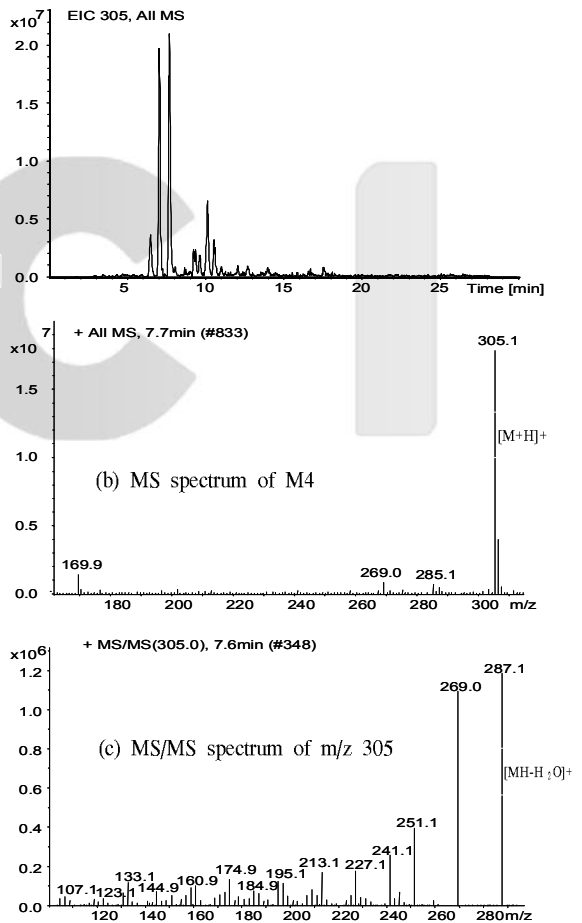 x10⁷
EIC 305, All MS
2.0
1.5
1.0
0.5
0.0
5 10 15 20 25 Time [min]
7.
x10
+ All MS, 7.7min (#833)
305.1
1.5
[M+H]+
1.0
(b) MS spectrum of M4
0.5
169.9 269.0 285.1
0.0
180 200 220 240 260 280 300 m/z
x10⁶
+ MS/MS(305.0), 7.6min (#348)
1.2
287.1
269.0
1.0
0.8
(c) MS/MS spectrum of m/z 305
[MH-H₂O]+
0.6
0.4
251.1
241.1
0.2
107.1 123.1 133.1 144.9 160.9 174.9 184.9 195.1 213.1 227.1
0.0
120 140 160 180 200 220 240 260 280m/z